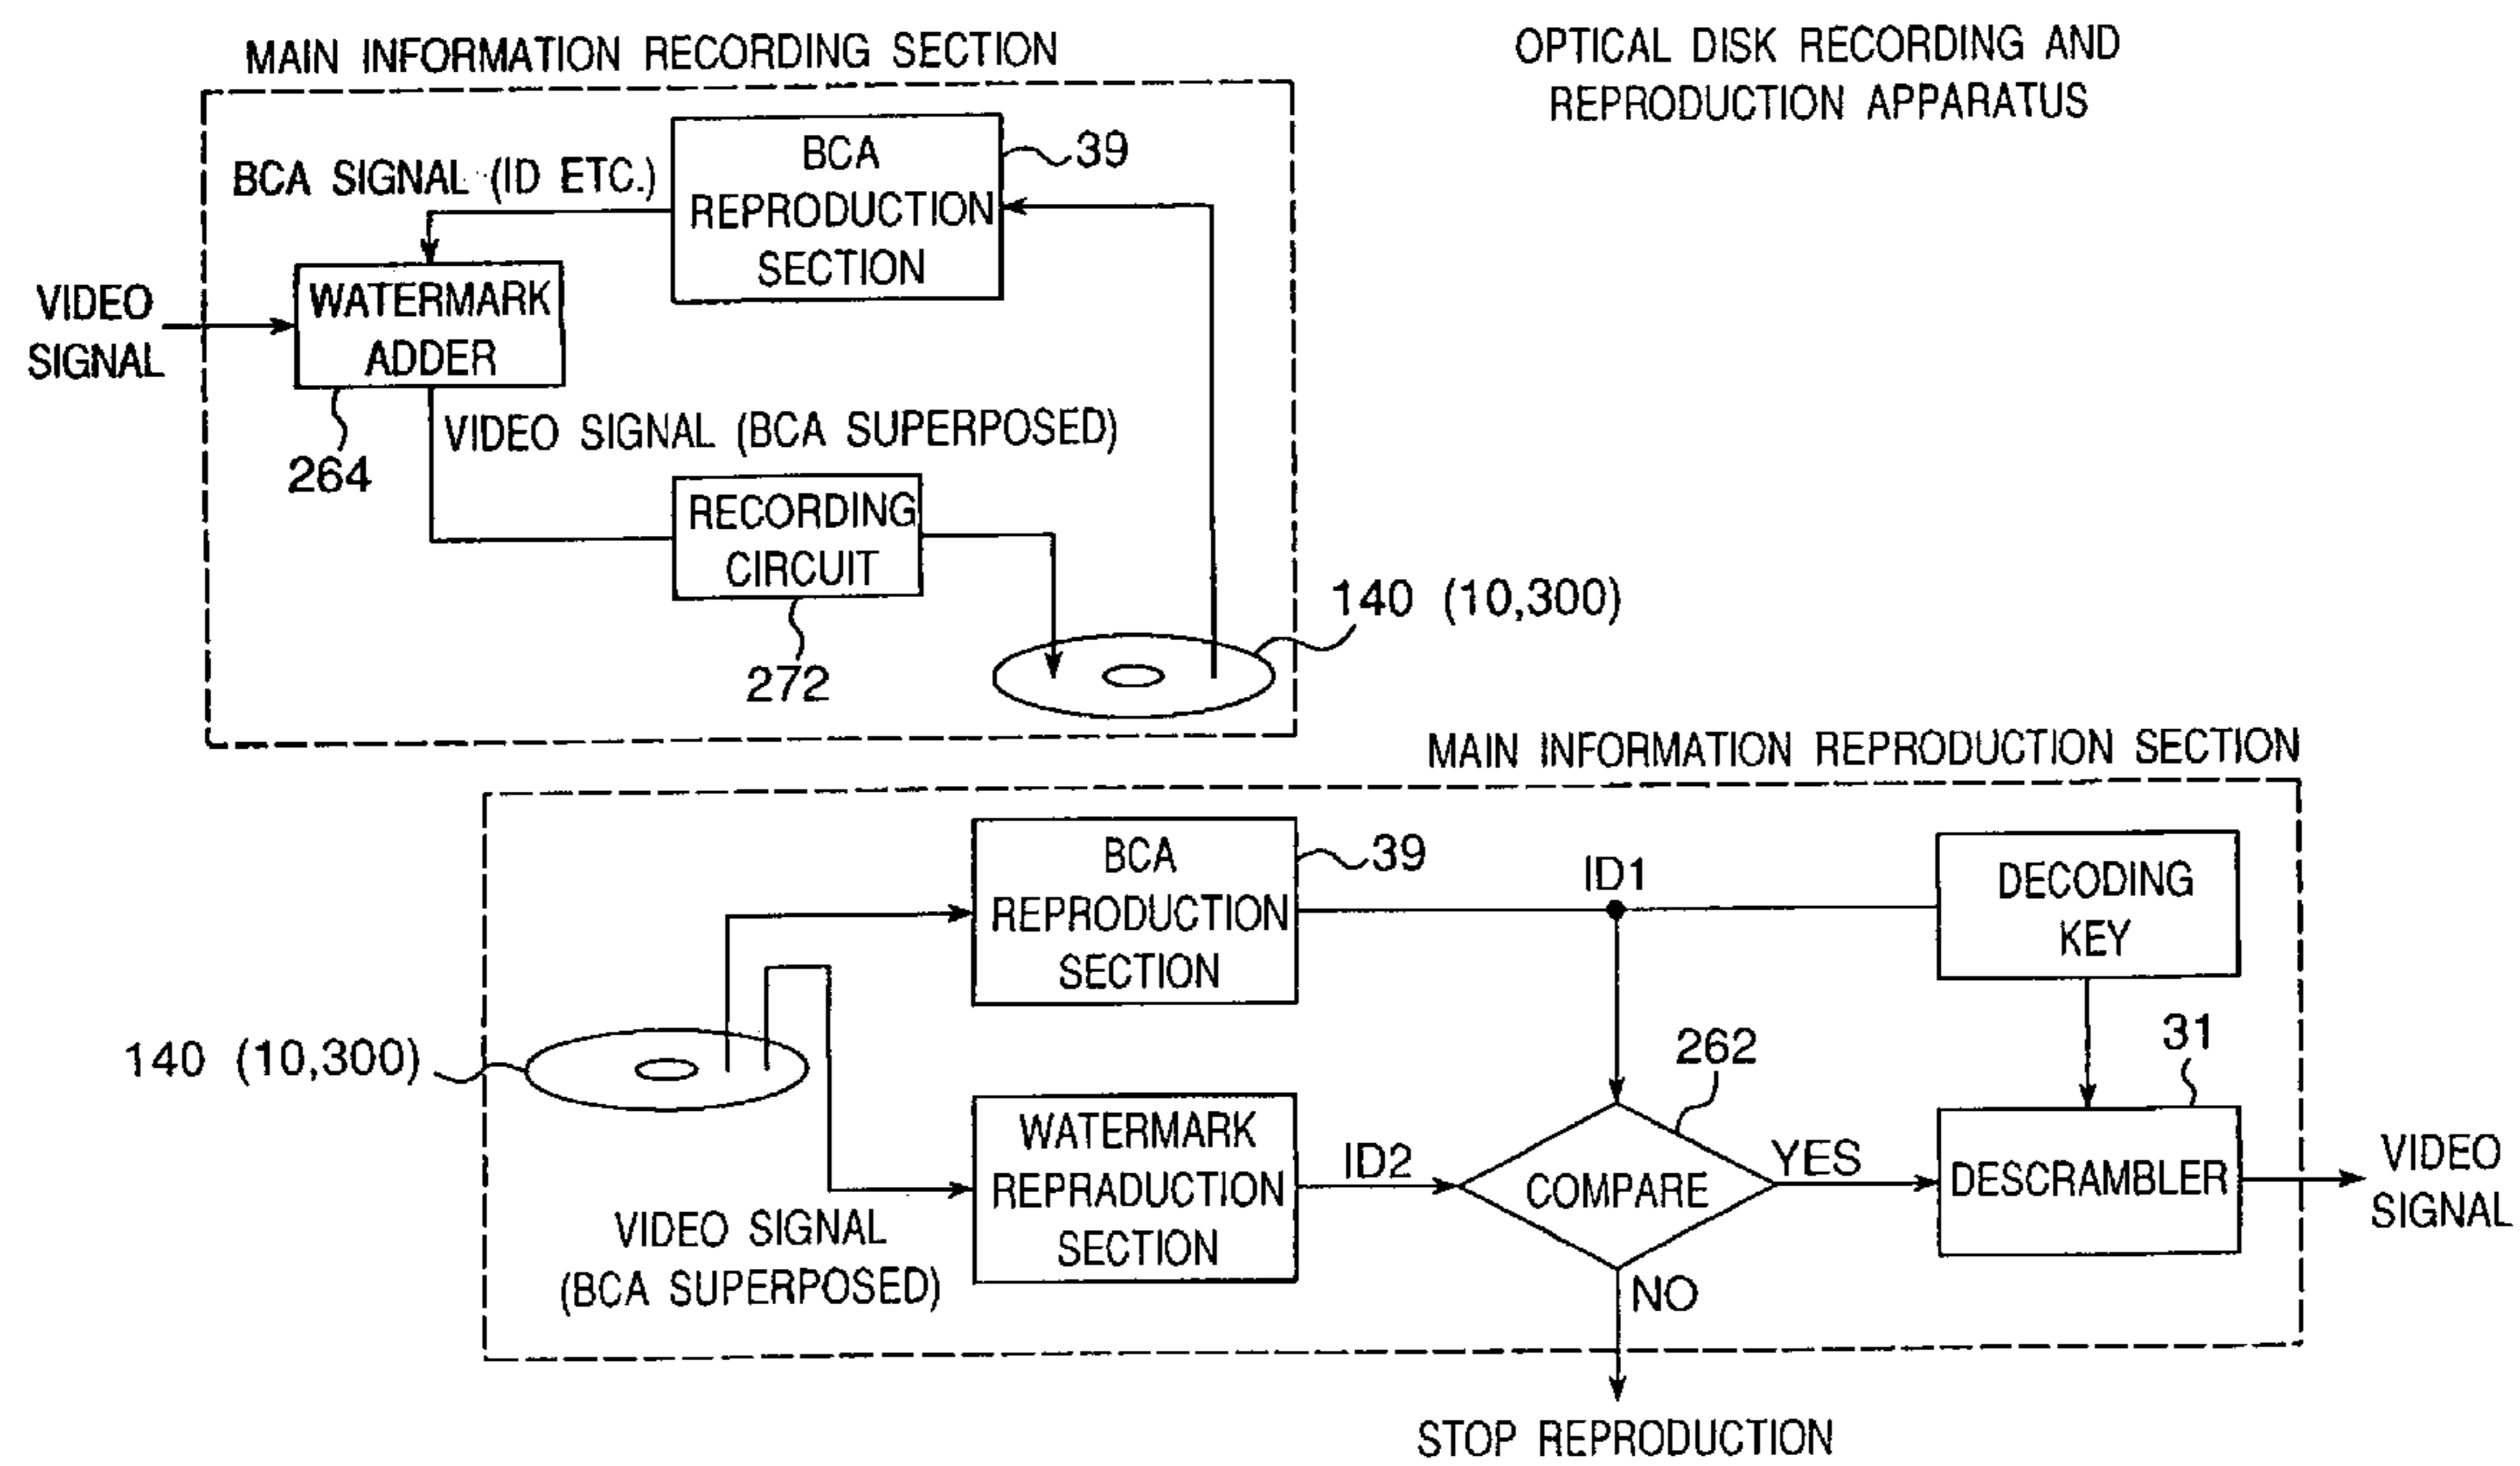 MAIN INFORMATION RECORDING SECTION
OPTICAL DISK RECORDING AND
REPRODUCTION APPARATUS
BCA
REPRODUCTION
SECTION
39
BCA SIGNAL (ID ETC.)
VIDEO
SIGNAL
WATERMARK
ADDER
264
VIDEO SIGNAL (BCA SUPERPOSED)
RECORDING
CIRCUIT
272
140 (10,300)
MAIN INFORMATION REPRODUCTION SECTION
BCA
REPRODUCTION
SECTION
39
ID1
DECODING
KEY
140 (10,300)
262
31
WATERMARK
REPRADUCTION
SECTION
ID2
COMPARE
YES
DESCRAMBLER
VIDEO
SIGNAL
VIDEO SIGNAL
(BCA SUPERPOSED)
NO
STOP REPRODUCTION